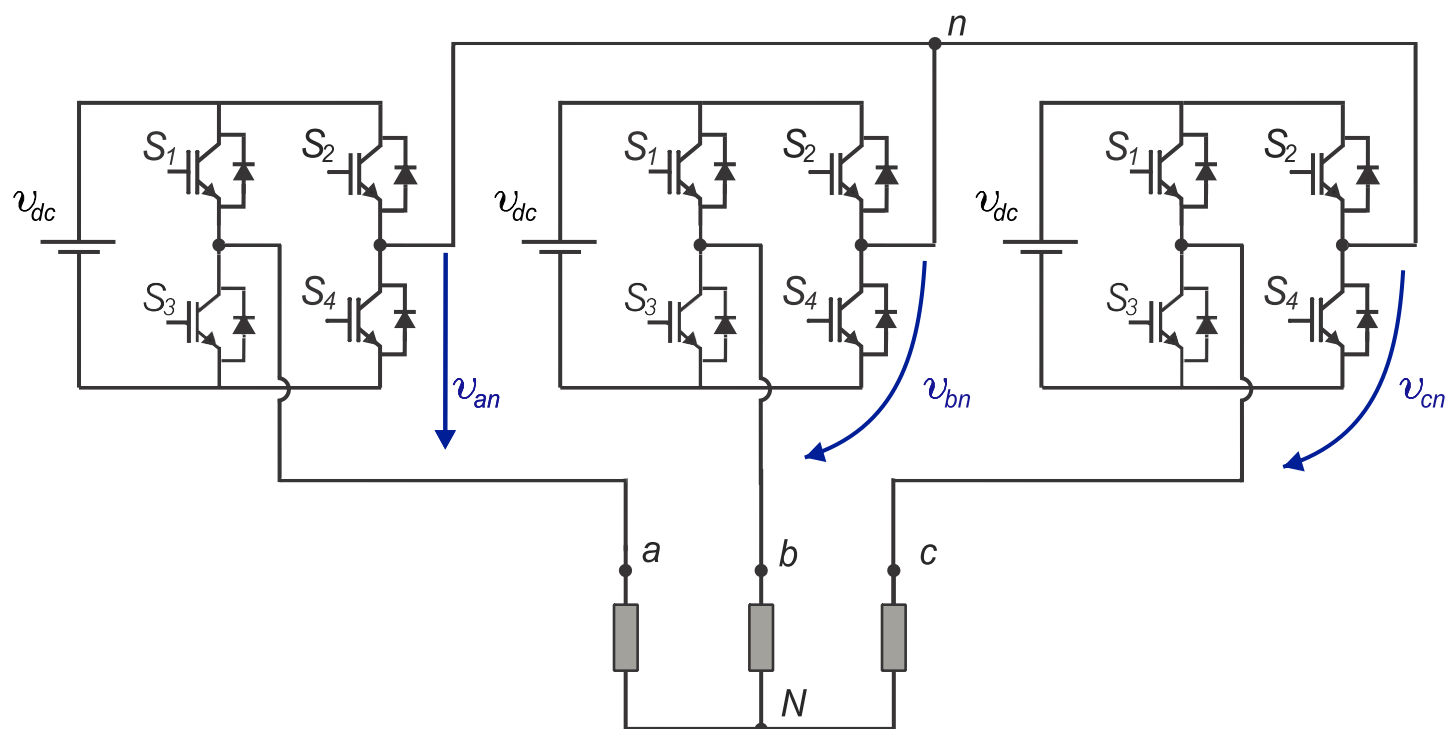 n
S1 S2 S1 S2 S1 S2
vdc vdc vdc
S3 S4 S3 S4 S3 S4
van vbn vcn
a b c
N